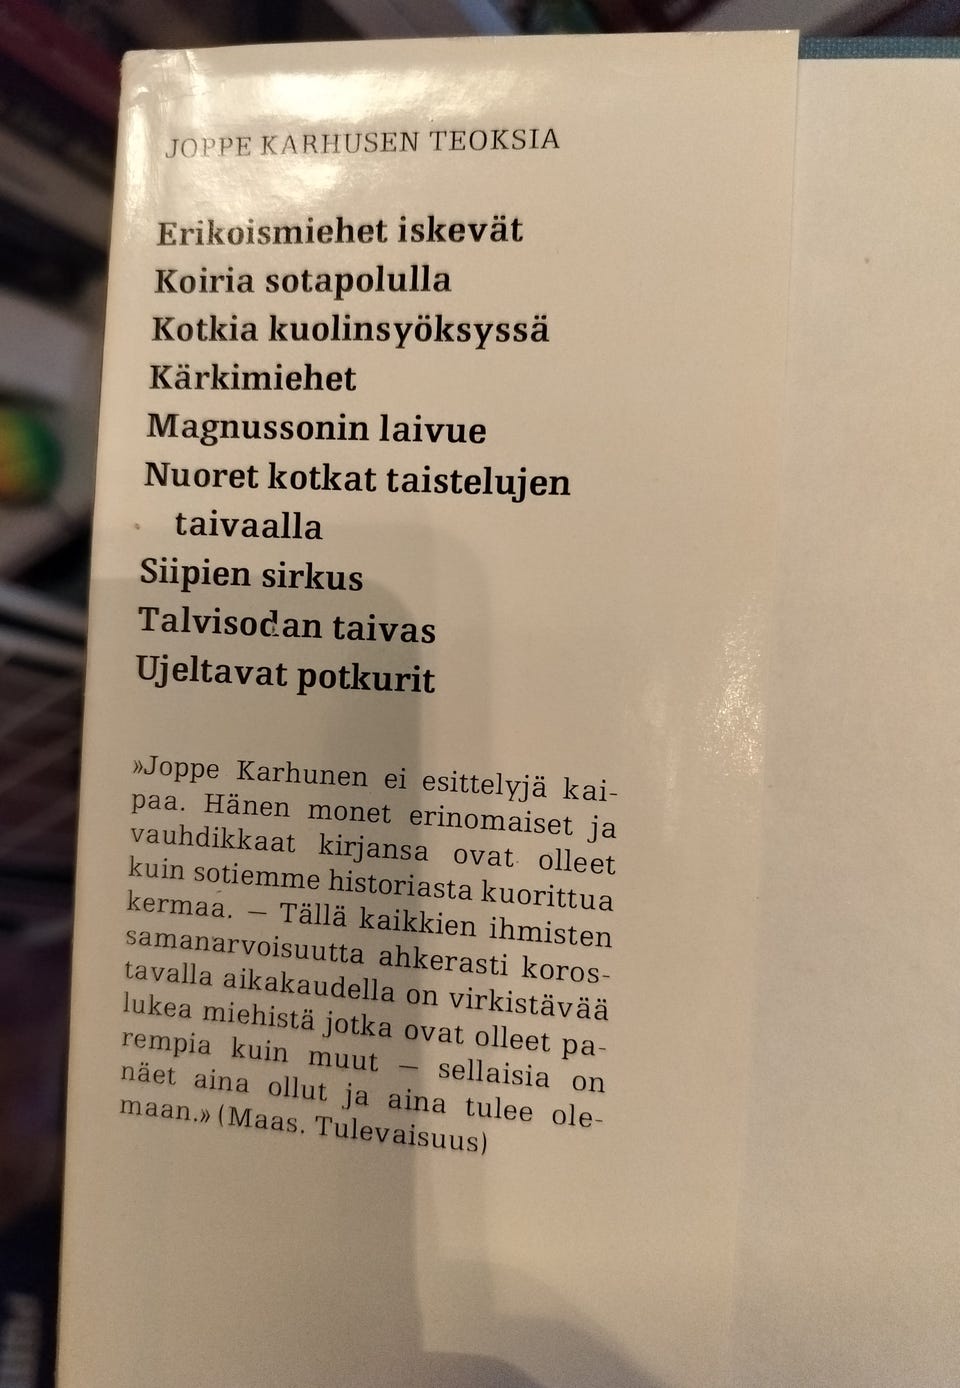 JOPPE KARHUSEN TEOKSIA
Erikoismiehet iskevät
Koiria sotapolulla
Kotkia kuolinsyöksyssä
Kärkimiehet
Magnussonin laivue
Nuoret kotkat taistelujen
taivaalla
Siipien sirkus
Talvisodan taivas
Ujeltavat potkurit
»Joppe Karhunen ei esittelyjä kai-
paa. Hänen monet erinomaiset ja
vauhdikkaat kirjansa ovat olleet
kuin sotiemme historiasta kuorittua
kermaa. — Tällä kaikkien ihmisten
samanarvoisuutta ahkerasti koros-
tavalla aikakaudella on virkistävää
lukea miehistä jotka ovat olleet pa-
rempia kuin muut — sellaisia on
näet aina ollut ja aina tulee ole-
maan.» (Maas. Tulevaisuus)